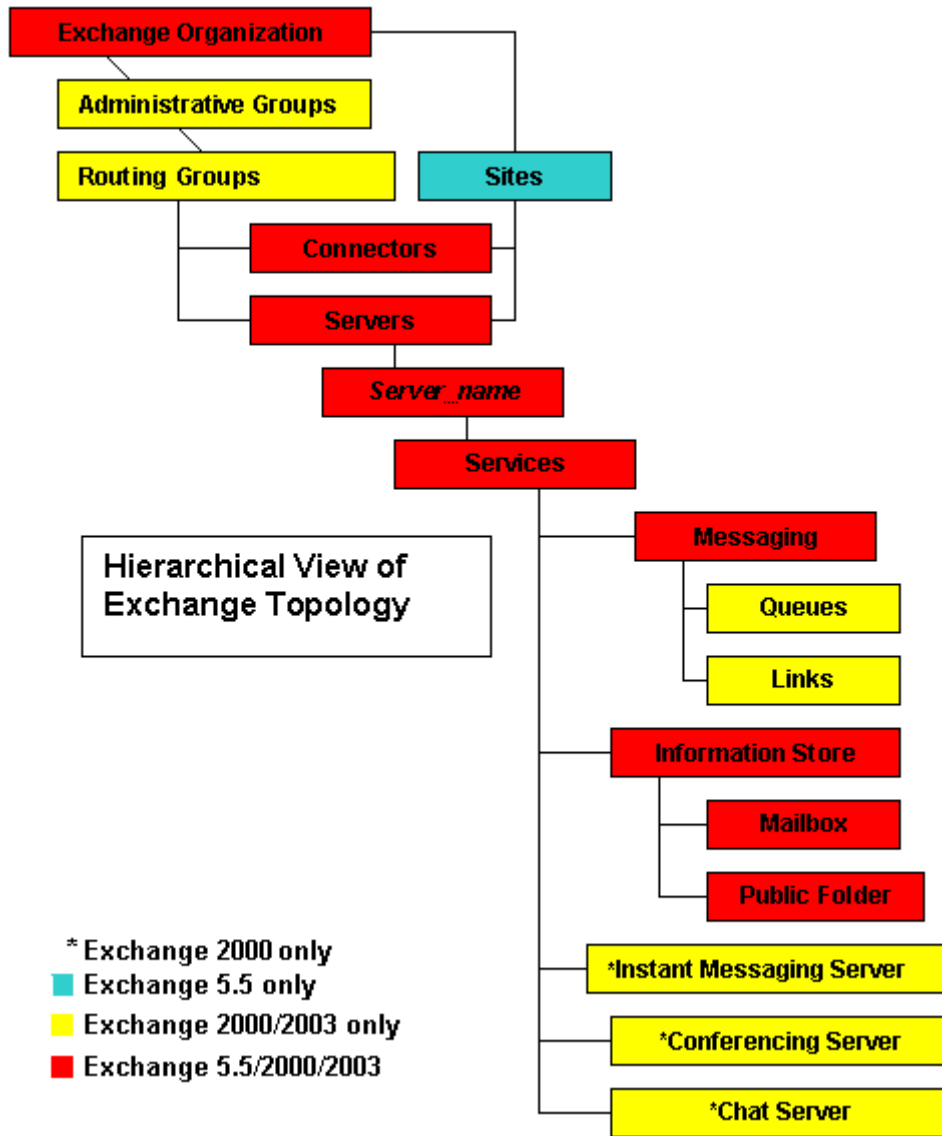 Exchange Organization
Administrative Groups
Routing Groups
Sites
Connectors
Servers
Server_name
Services
Hierarchical View of
Exchange Topology
Messaging
Queues
Links
Information Store
Mailbox
Public Folder
*Instant Messaging Server
*Conferencing Server
*Chat Server
* Exchange 2000 only
Exchange 5.5 only
Exchange 2000/2003 only
Exchange 5.5/2000/2003